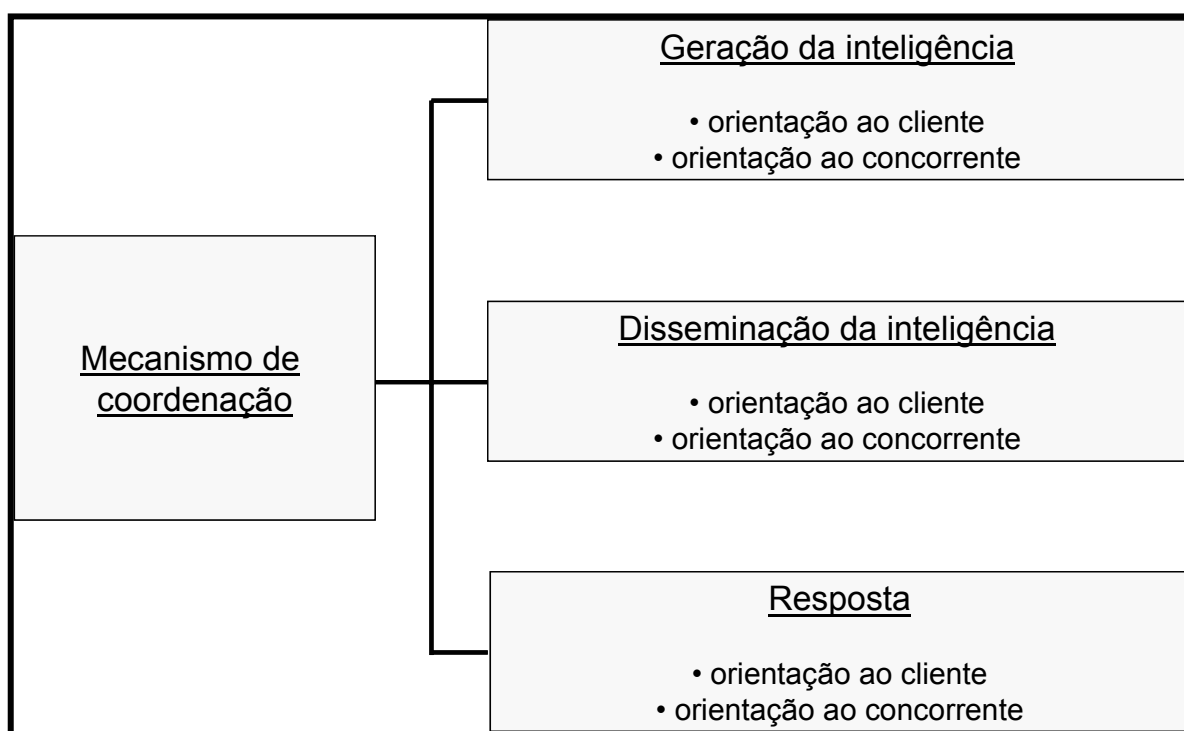 Geração da inteligência
• orientação ao cliente
• orientação ao concorrente
Mecanismo de
coordenação
Disseminação da inteligência
• orientação ao cliente
• orientação ao concorrente
Resposta
• orientação ao cliente
• orientação ao concorrente